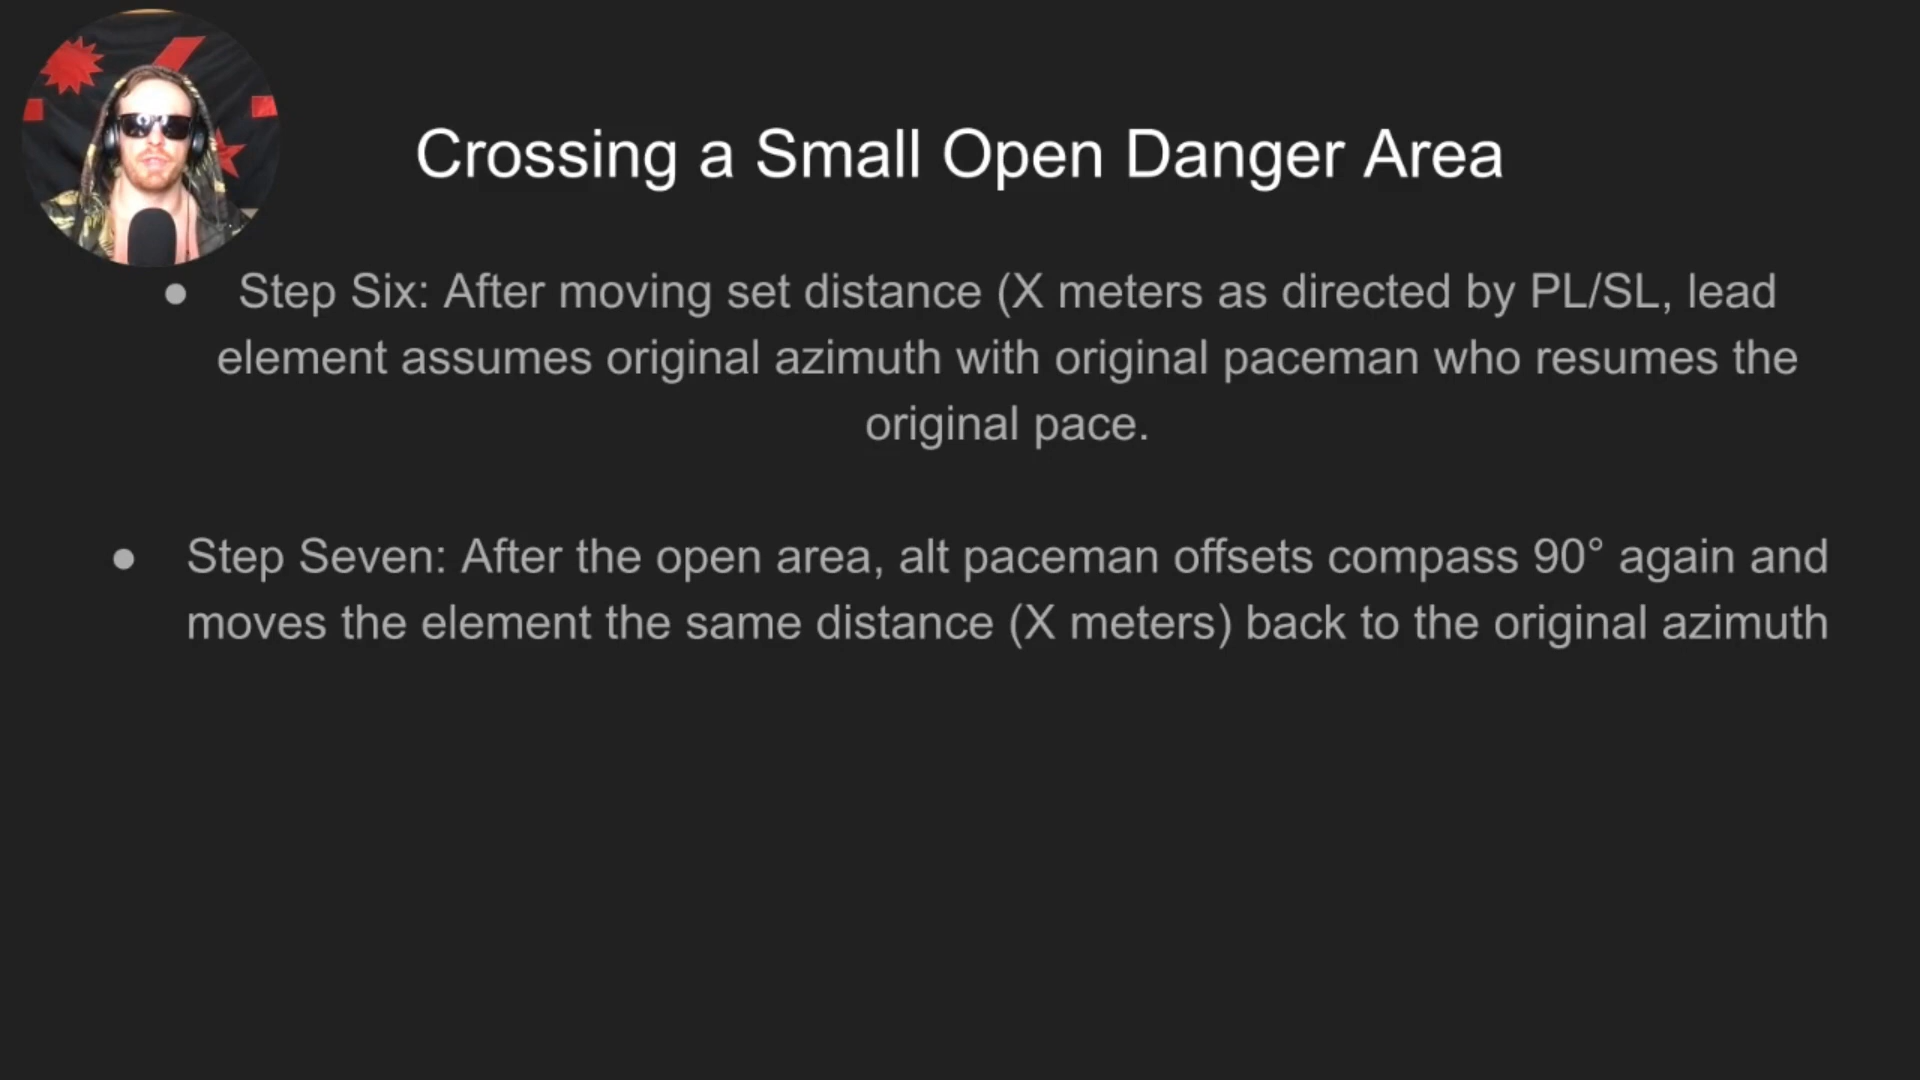 Crossing a Small Open Danger Area
● Step Six: After moving set distance (X meters as directed by PL/SL, lead
element assumes original azimuth with original paceman who resumes the
original pace.
● Step Seven: After the open area, alt paceman offsets compass 90° again and
moves the element the same distance (X meters) back to the original azimuth